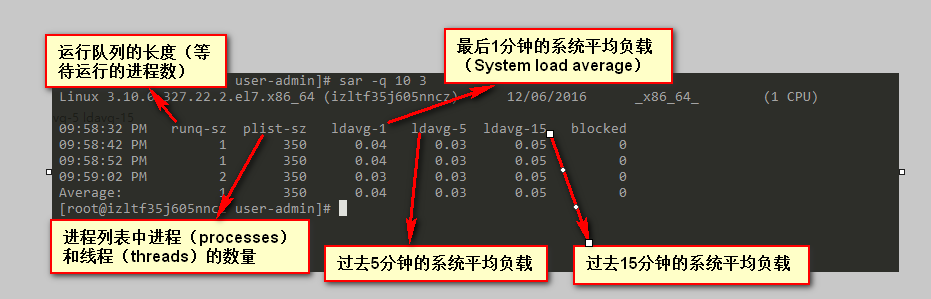 运行队列的长度（等
待运行的进程数）
最后1分钟的系统平均负载
（System load average）
user-admin]# sar -q 10 3
Linux 3.10.0-327.22.2.el7.x86_64 (izltf35j605nncz) 12/06/2016 _x86_64_ (1 CPU)
09:58:32 PM runq-sz plist-sz ldavg-1 ldavg-5 ldavg-15 blocked
09:58:42 PM 1 350 0.04 0.03 0.05 0
09:58:52 PM 1 350 0.04 0.03 0.05 0
09:59:02 PM 2 350 0.03 0.03 0.05 0
Average: 1 350 0.04 0.03 0.05 0
[root@izltf35j605nncz user-admin]#
进程列表中进程（processes）
和线程（threads）的数量
过去5分钟的系统平均负载
过去15分钟的系统平均负载